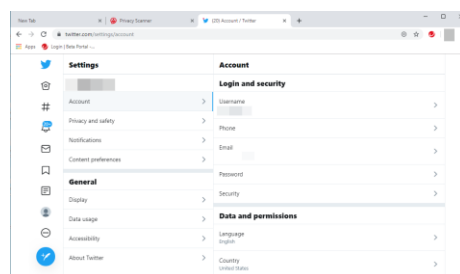 New Tab
Privacy Scanner
(20) Account / Twitter
twitter.com/settings/account
Apps
Login | Beta Portal -...
Settings
Account
Privacy and safety
Notifications
Content preferences
General
Display
Data usage
Accessibility
About Twitter
Account
Login and security
Username
Phone
Email
Password
Security
Data and permissions
Language
English
Country
United States